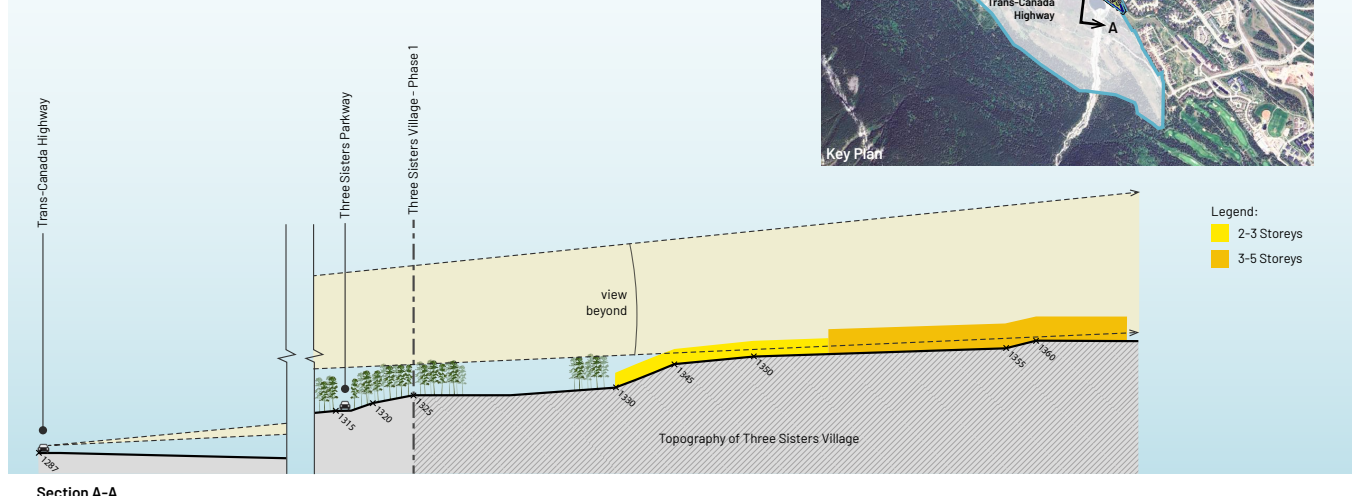 Trans-Canada
Highway
A
Key Plan
Trans-Canada Highway
Three Sisters Parkway
Three Sisters Village - Phase 1
Legend:
2-3 Storeys
3-5 Storeys
view
beyond
1287
1315
1320
1325
1330
1345
1350
1355
1360
Topography of Three Sisters Village
Section A-A